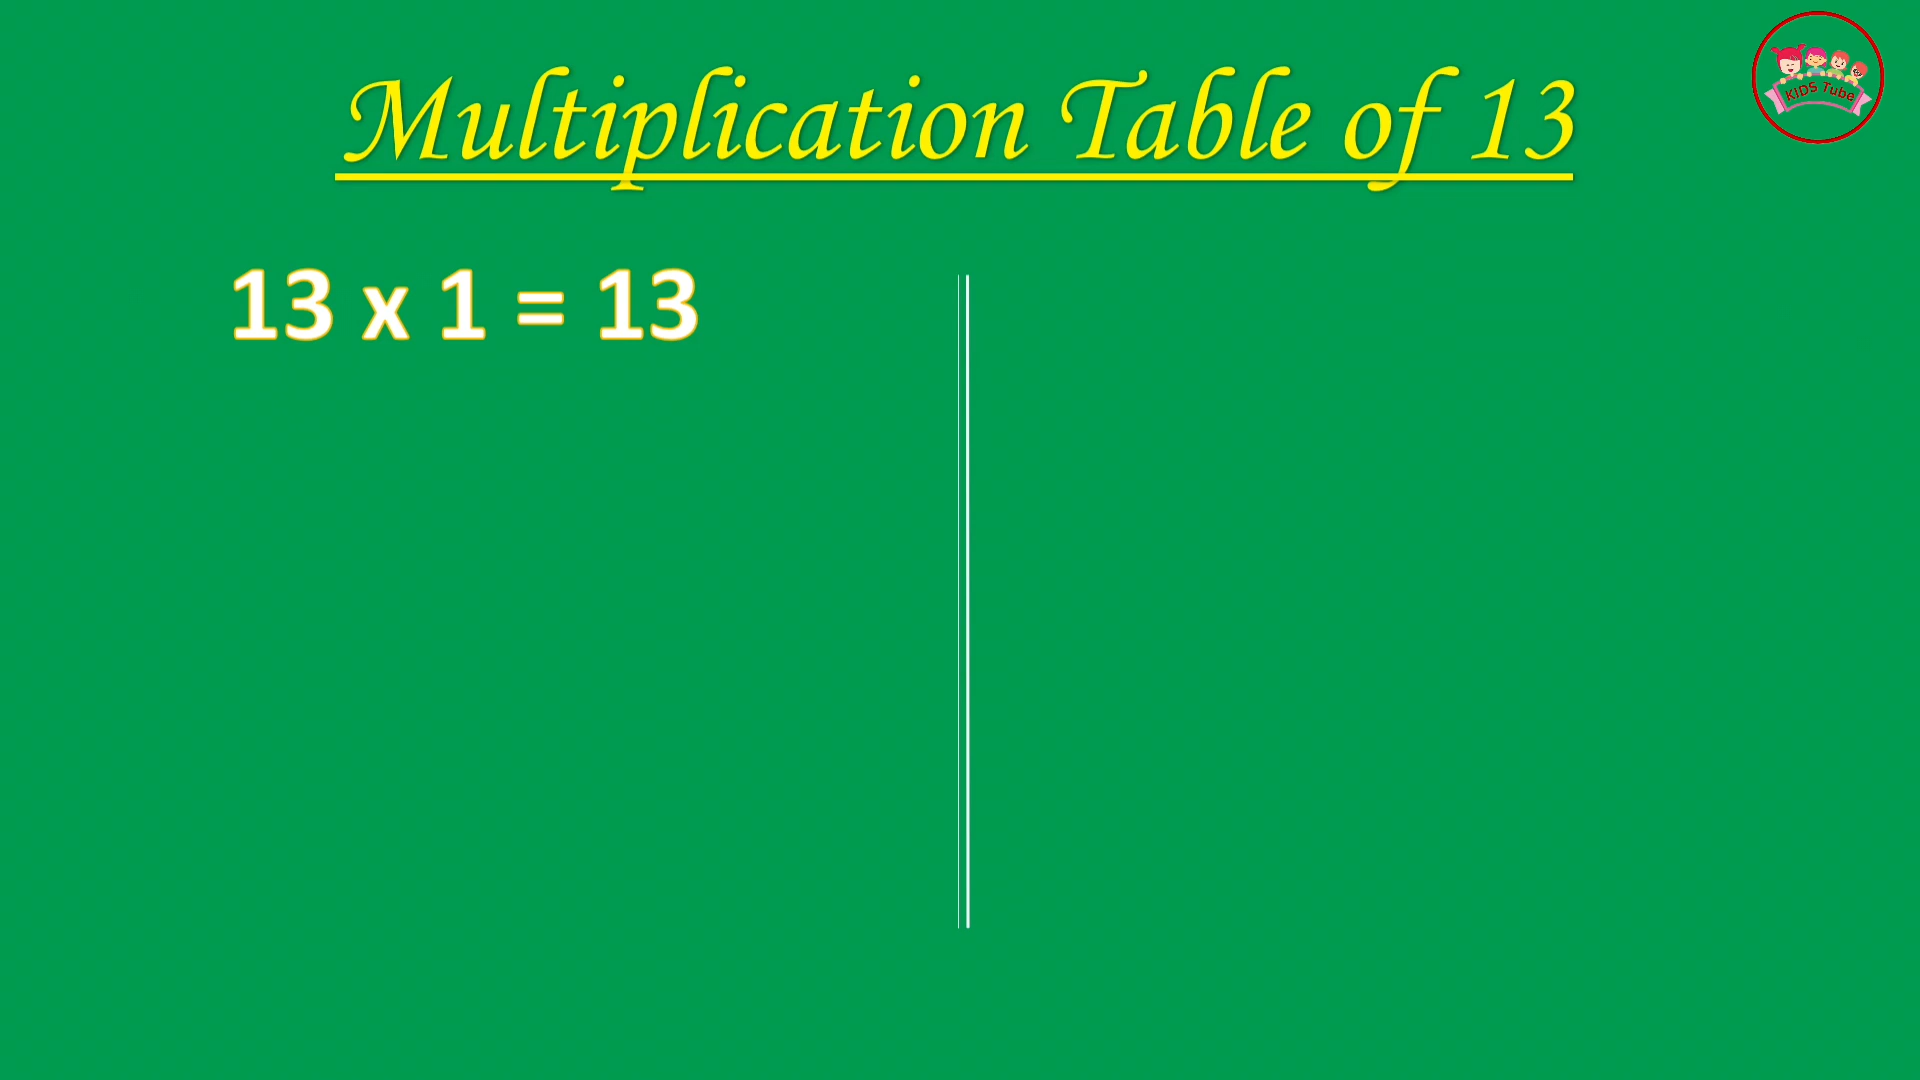 Multiplication Table of 13
KIDS Tube
13 x 1 = 13